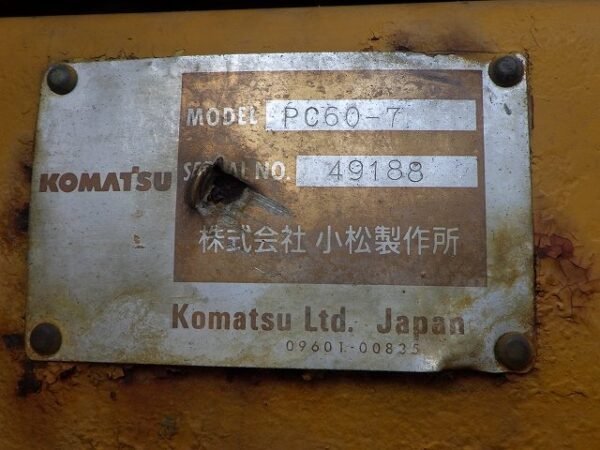 MODEL PC60-7
KOMATSU
SERIAL NO. 49188
株式会社 小松製作所
Komatsu Ltd. Japan
09601-00835